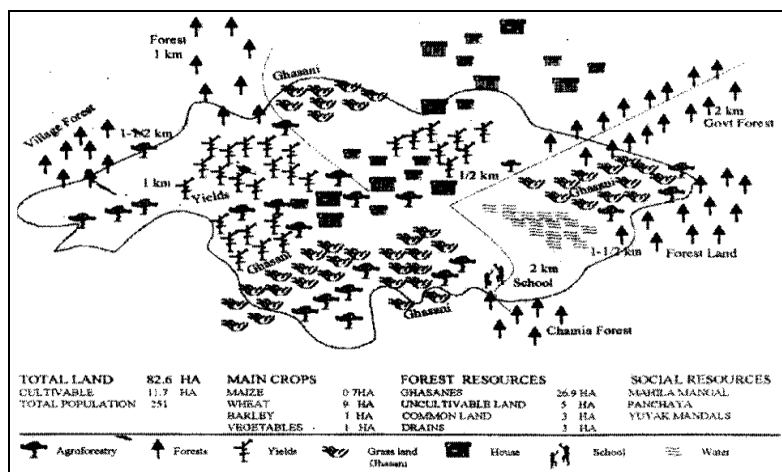 Forest
1 km
Ghasani
Village Forest
1-1/2 km
2 km
Govt Forest
1 km
Yields
1/2 km
Ghasani
Ghasani
1-1/2 km
Forest Land
2 km
School
Ghasani
Chamia Forest
TOTAL LAND 82.6 HA MAIN CROPS FOREST RESOURCES SOCIAL RESOURCES
CULTIVABLE 11.7 HA MAIZE 0.7HA GHASANES 26.9 HA MAHILA MANGAL
TOTAL POPULATION 251 WHEAT 9 HA UNCULTIVABLE LAND 5 HA PANCHAYA
BARLBY 1 HA COMMON LAND 3 HA YUVAK MANDALS
VEGETABLES 1 HA DRAINS 3 HA
Agroforestry Forests Yields Grass land Ghasani House School Water